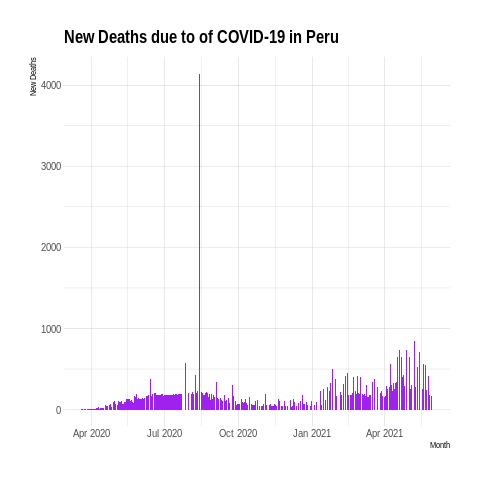 New Deaths due to of COVID-19 in Peru
New Deaths
4000
3000
2000
1000
0
Apr 2020 Jul 2020 Oct 2020 Jan 2021 Apr 2021
Month